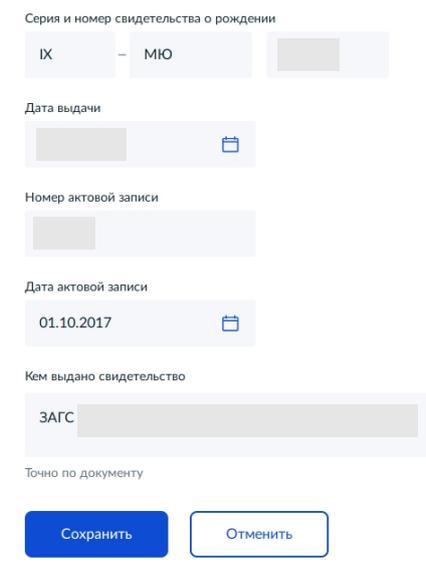 Серия и номер свидетельства о рождении
IX – МЮ
Дата выдачи
Номер актовой записи
Дата актовой записи
01.10.2017
Кем выдано свидетельство
ЗАГС
Точно по документу
Сохранить Отменить